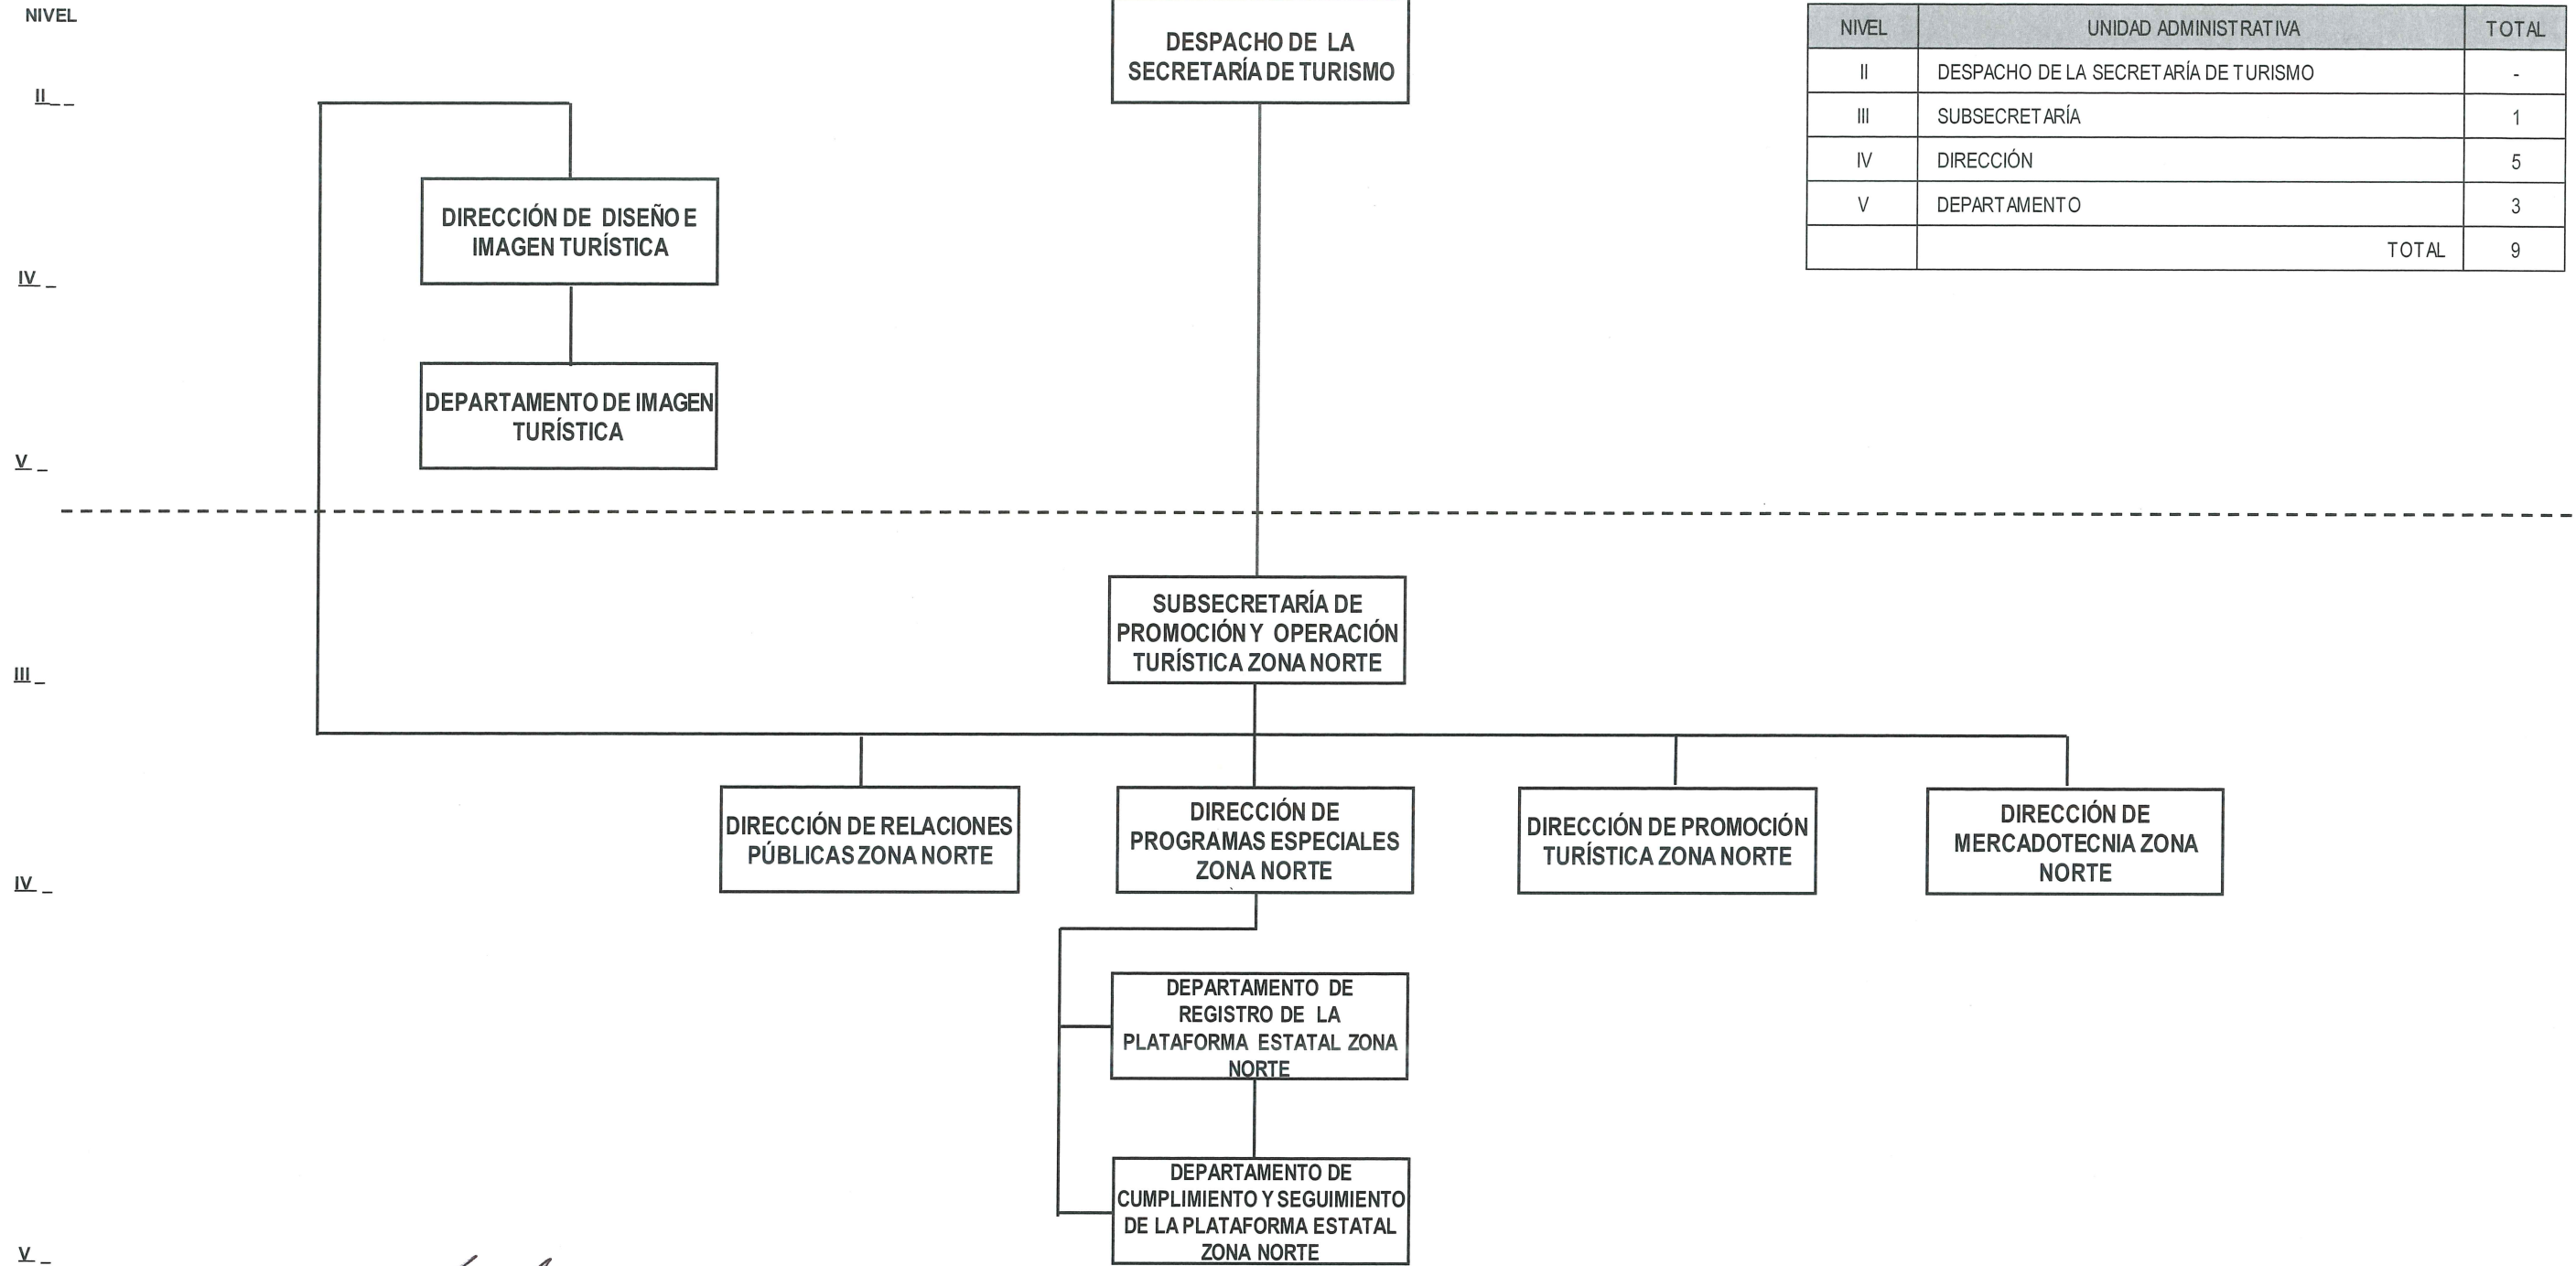 NIVEL
DESPACHO DE LA
SECRETARÍA DE TURISMO
NIVEL UNIDAD ADMINISTRATIVA TOTAL
II DESPACHO DE LA SECRETARÍA DE TURISMO -
III SUBSECRETARÍA 1
IV DIRECCIÓN 5
V DEPARTAMENTO 3
TOTAL 9
II
DIRECCIÓN DE DISEÑO E
IMAGEN TURÍSTICA
IV
DEPARTAMENTO DE IMAGEN
TURÍSTICA
V
SUBSECRETARÍA DE
PROMOCIÓN Y OPERACIÓN
TURÍSTICA ZONA NORTE
III
DIRECCIÓN DE RELACIONES
PÚBLICAS ZONA NORTE
DIRECCIÓN DE
PROGRAMAS ESPECIALES
ZONA NORTE
DIRECCIÓN DE PROMOCIÓN
TURÍSTICA ZONA NORTE
DIRECCIÓN DE
MERCADOTECNIA ZONA
NORTE
IV
DEPARTAMENTO DE
REGISTRO DE LA
PLATAFORMA ESTATAL ZONA
NORTE
DEPARTAMENTO DE
CUMPLIMIENTO Y SEGUIMIENTO
DE LA PLATAFORMA ESTATAL
ZONA NORTE
V